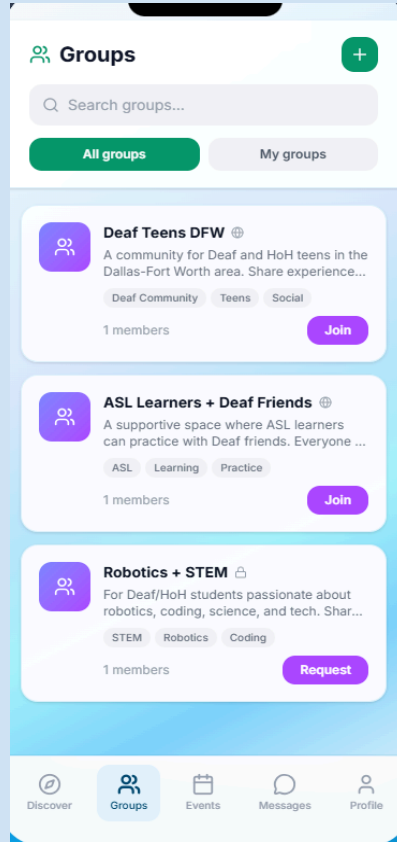 Groups
Search groups...
All groups
My groups
Deaf Teens DFW
A community for Deaf and HoH teens in the
Dallas-Fort Worth area. Share experience...
Deaf Community
Teens
Social
1 members
Join
ASL Learners + Deaf Friends
A supportive space where ASL learners
can practice with Deaf friends. Everyone ...
ASL
Learning
Practice
1 members
Join
Robotics + STEM
For Deaf/HoH students passionate about
robotics, coding, science, and tech. Shar...
STEM
Robotics
Coding
1 members
Request
Discover
Groups
Events
Messages
Profile